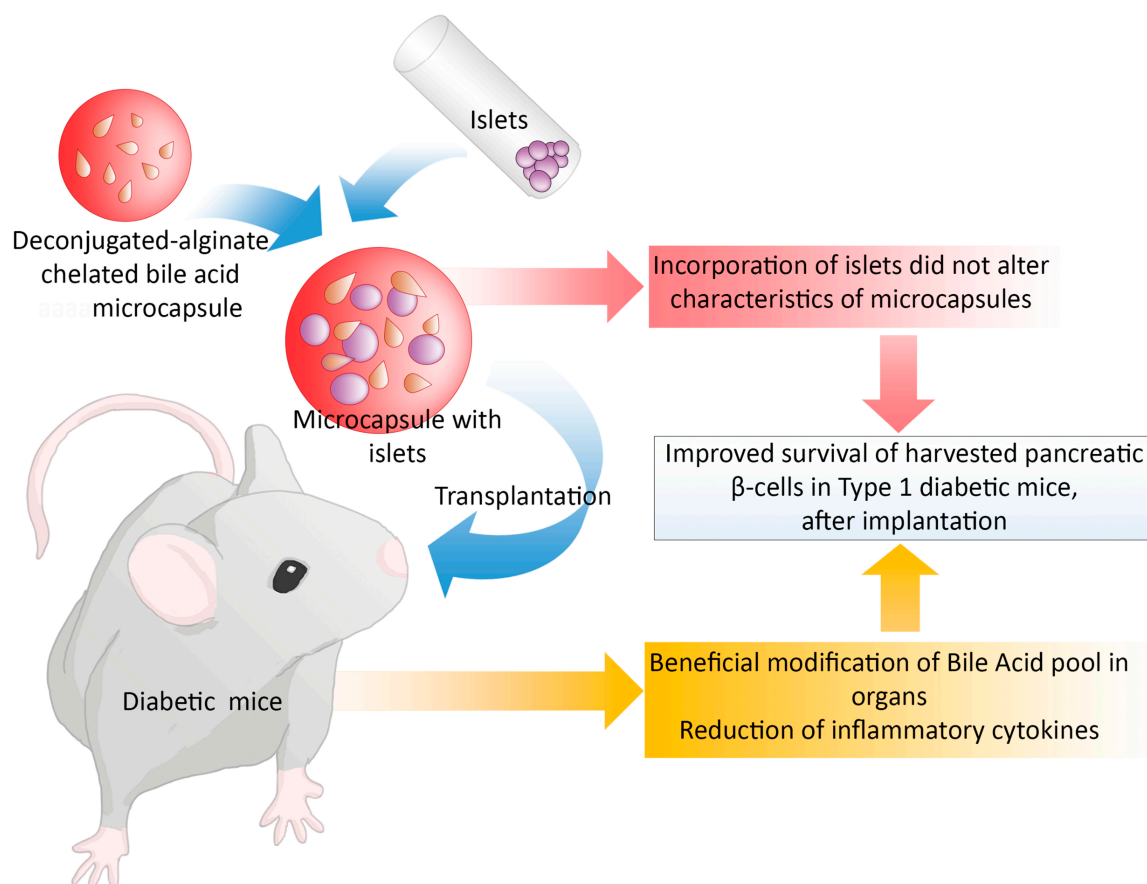 Islets
Deconjugated-alginate
chelated bile acid
aaaamicrocapsule
Incorporation of islets did not alter
characteristics of microcapsules
Microcapsule with
islets
Transplantation
Improved survival of harvested pancreatic
β-cells in Type 1 diabetic mice,
after implantation
Diabetic mice
Beneficial modification of Bile Acid pool in
organs
Reduction of inflammatory cytokines